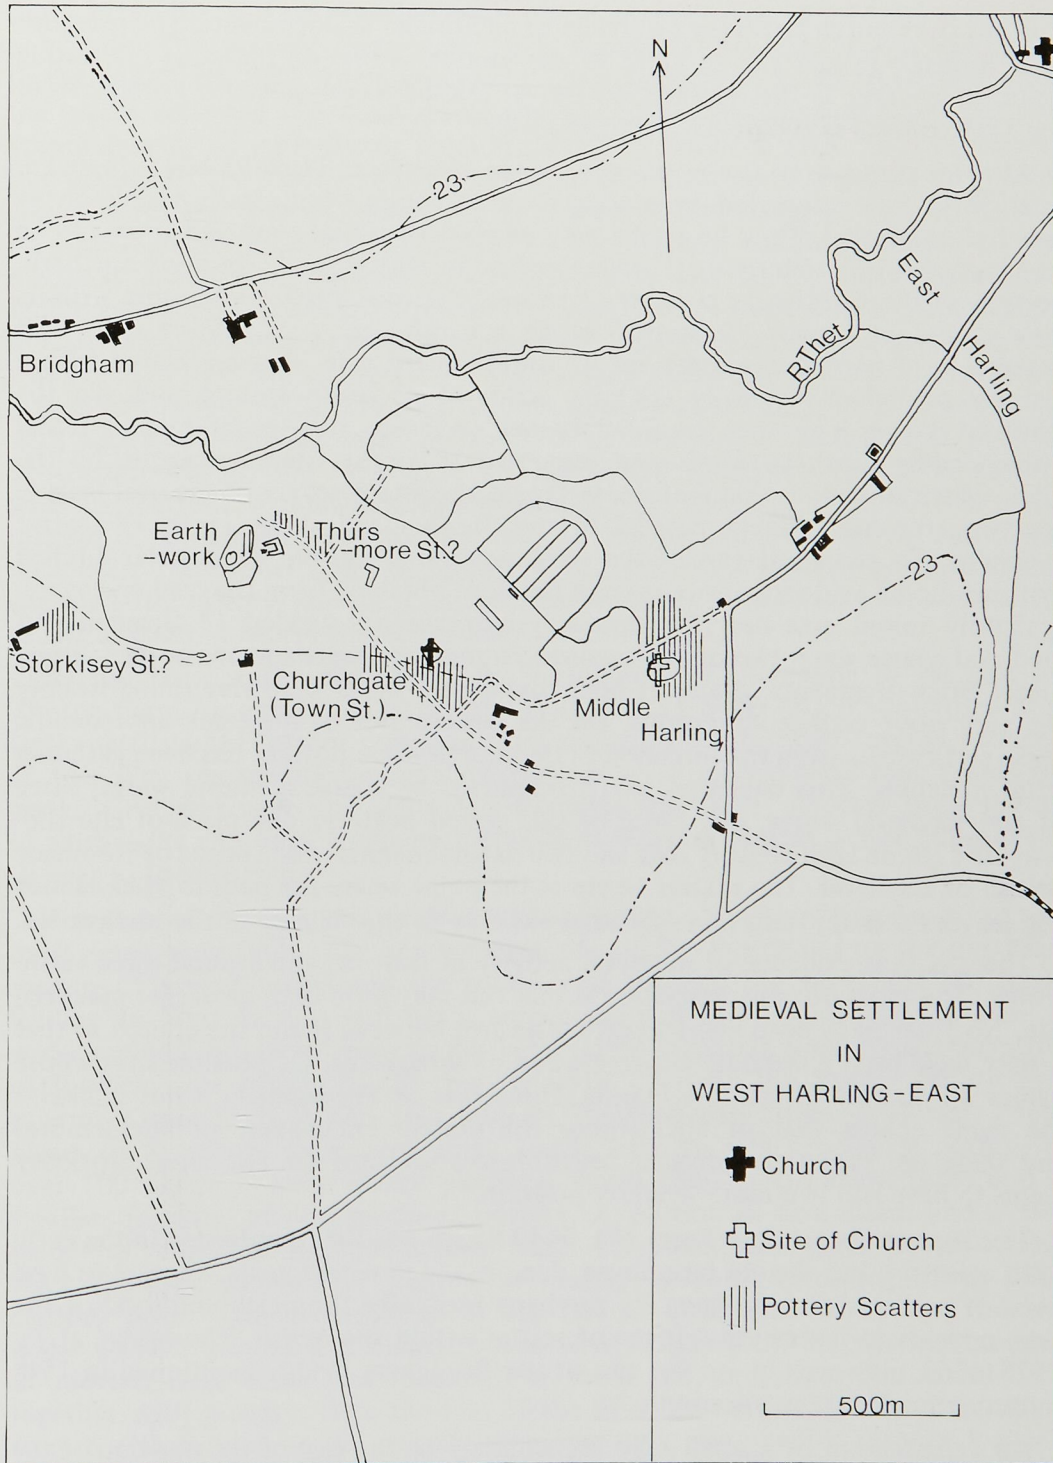 N
23
East
Harling
R.Thet
Bridgham
Earth
-work
Thurs
-more St.?
23
Storkisey St.?
Churchgate
(Town St.)
Middle
Harling
MEDIEVAL SETTLEMENT
IN
WEST HARLING-EAST
Church
Site of Church
Pottery Scatters
500m